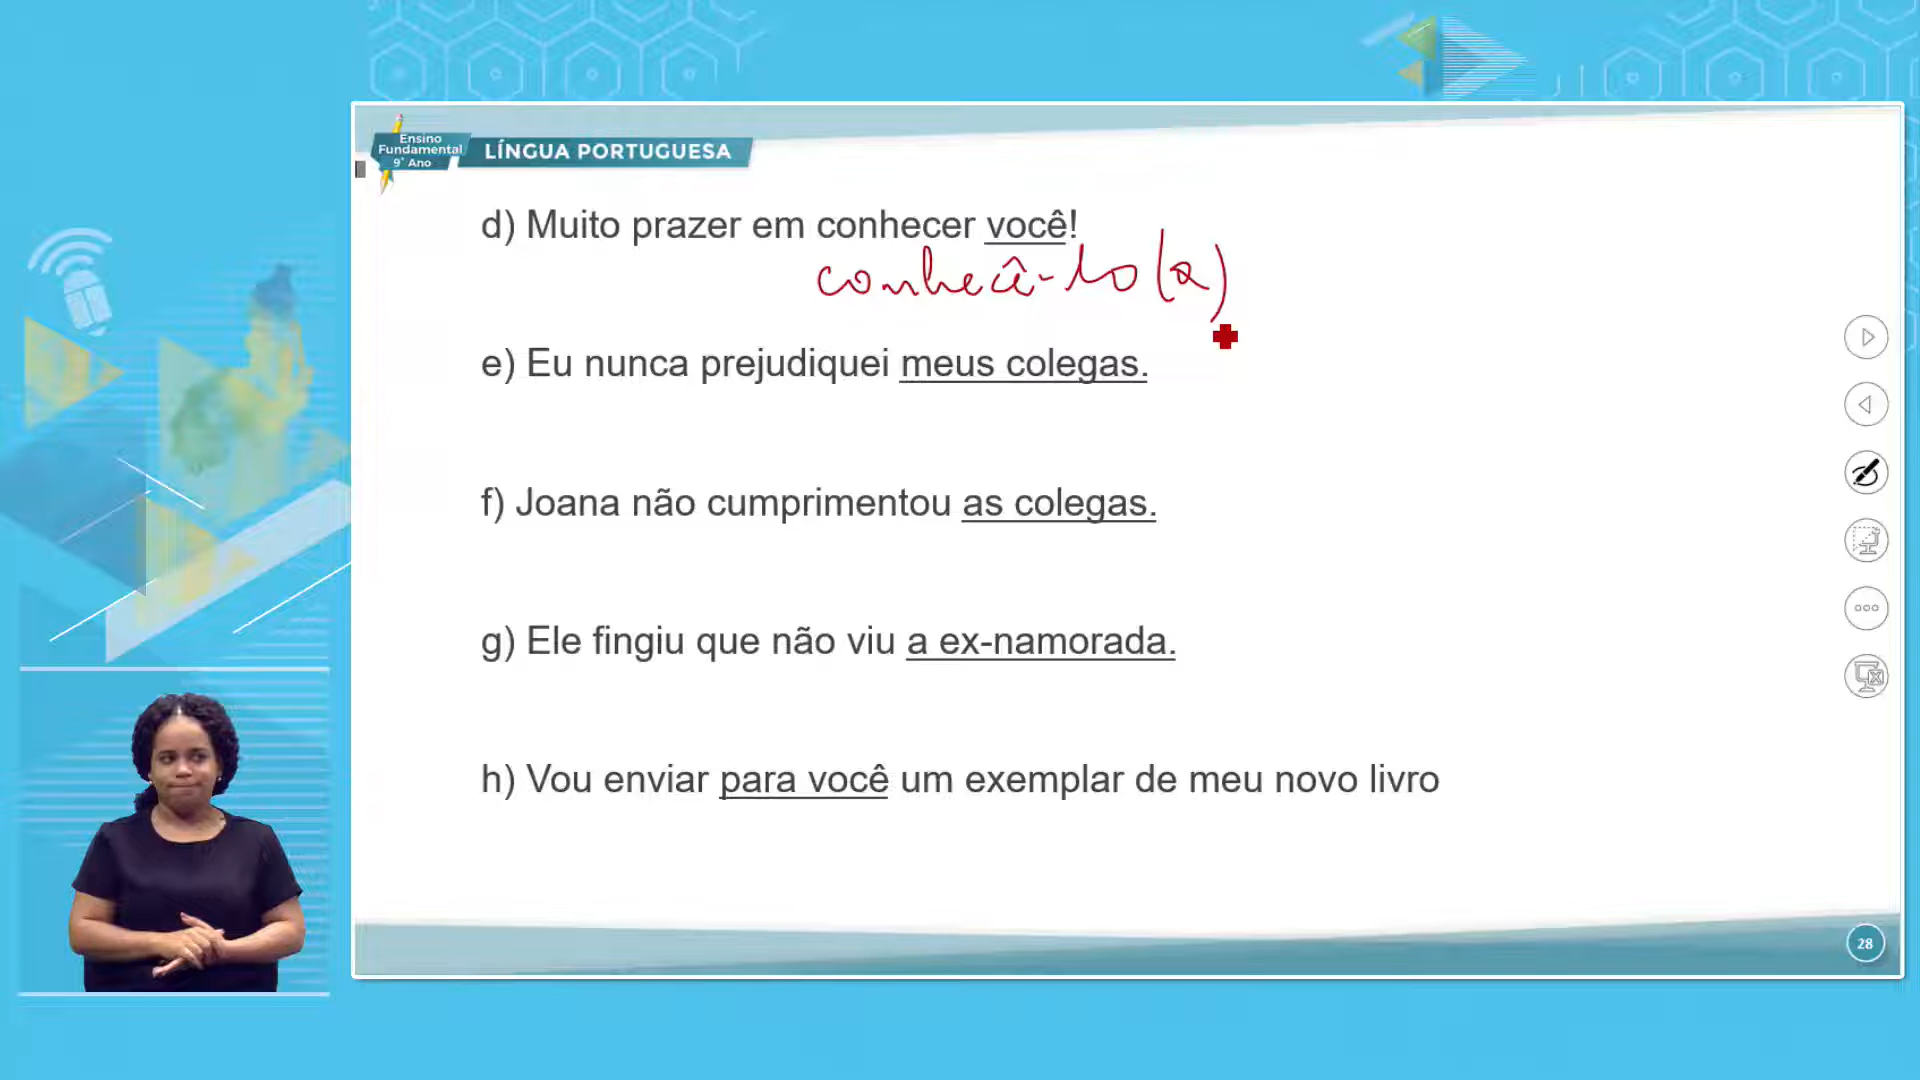 Ensino
Fundamental
9° Ano
LÍNGUA PORTUGUESA
d) Muito prazer em conhecer você!
conhecê-lo(a)
e) Eu nunca prejudiquei meus colegas.
f) Joana não cumprimentou as colegas.
g) Ele fingiu que não viu a ex-namorada.
h) Vou enviar para você um exemplar de meu novo livro
28